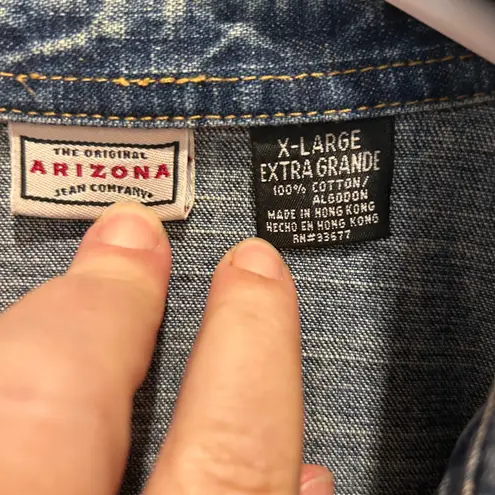 THE ORIGINAL
ARIZONA
JEAN COMPANY
X-LARGE
EXTRA GRANDE
100% COTTON/
ALGODON
MADE IN HONG KONG
HECHO EN HONG KONG
RN#93677